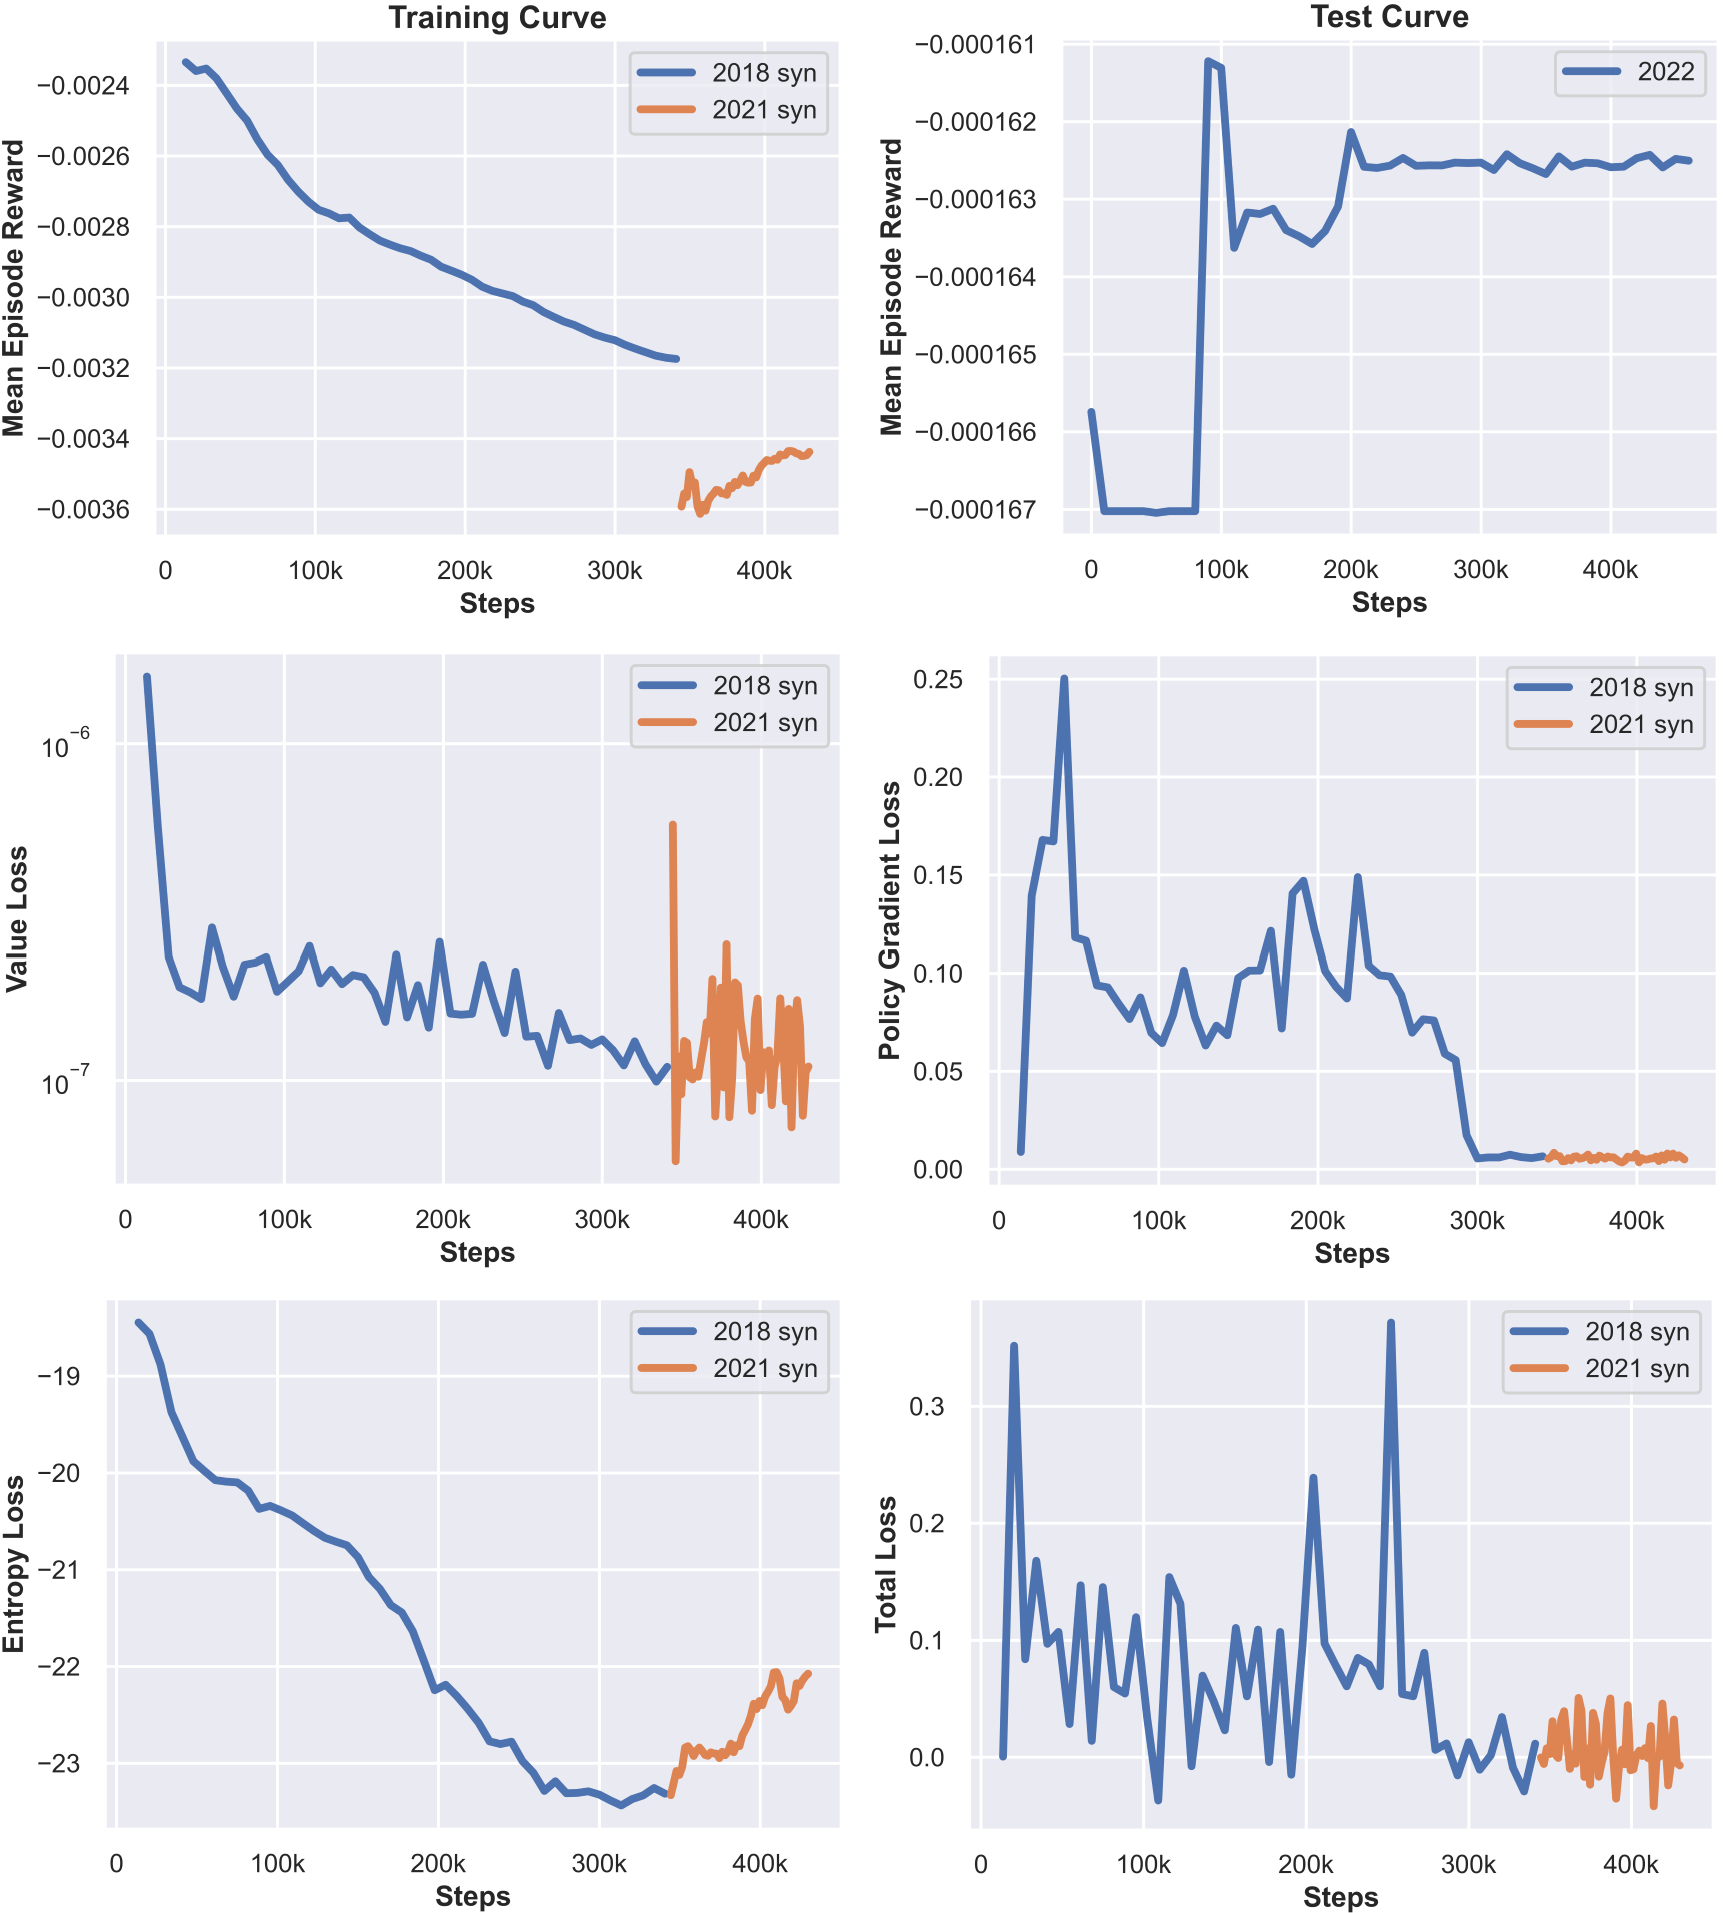 Training Curve
Mean Episode Reward
−0.0024
−0.0026
−0.0028
−0.0030
−0.0032
−0.0034
−0.0036
2018 syn
2021 syn
0 100k 200k 300k 400k
Steps
Test Curve
Mean Episode Reward
−0.000161
−0.000162
−0.000163
−0.000164
−0.000165
−0.000166
−0.000167
2022
0 100k 200k 300k 400k
Steps
Value Loss
10⁻⁶
10⁻⁷
2018 syn
2021 syn
0 100k 200k 300k 400k
Steps
Policy Gradient Loss
0.25
0.20
0.15
0.10
0.05
0.00
2018 syn
2021 syn
0 100k 200k 300k 400k
Steps
Entropy Loss
−19
−20
−21
−22
−23
2018 syn
2021 syn
0 100k 200k 300k 400k
Steps
Total Loss
0.3
0.2
0.1
0.0
2018 syn
2021 syn
0 100k 200k 300k 400k
Steps